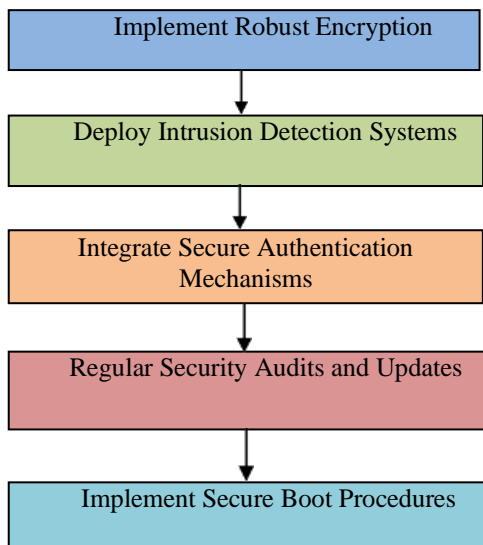 Implement Robust Encryption
Deploy Intrusion Detection Systems
Integrate Secure Authentication
Mechanisms
Regular Security Audits and Updates
Implement Secure Boot Procedures